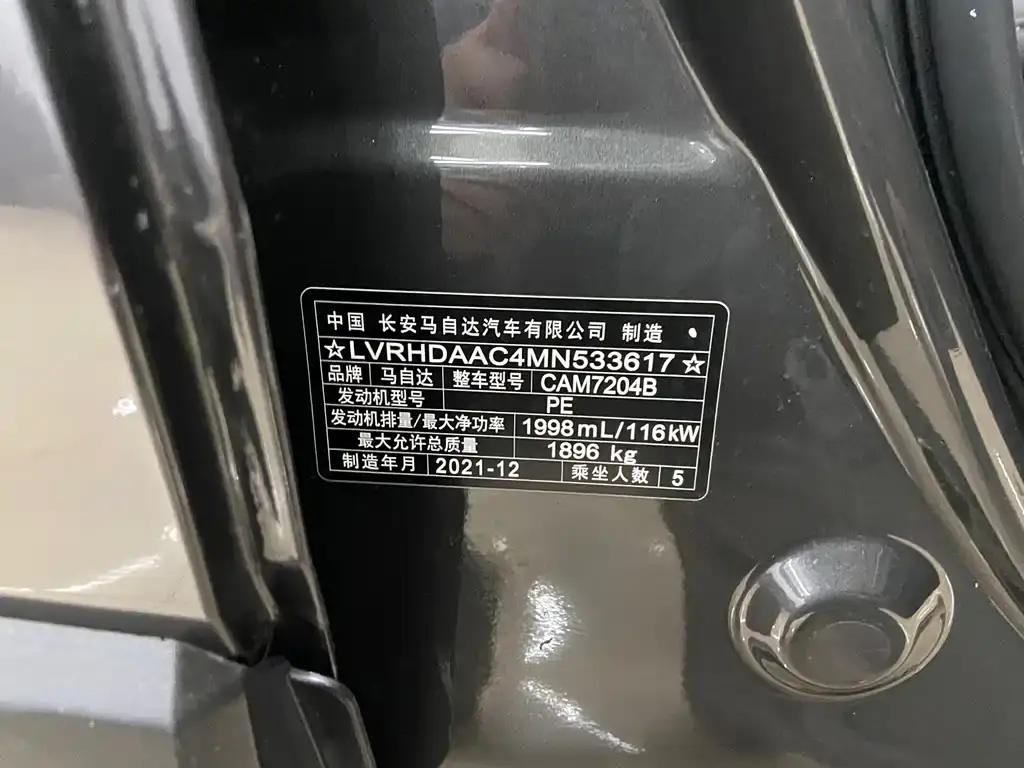 中国 长安马自达汽车有限公司 制造
☆LVRHDAAC4MN533617☆
品牌 马自达 整车型号 CAM7204B
发动机型号 PE
发动机排量/最大净功率 1998mL/116kW
最大允许总质量 1896 kg
制造年月 2021-12 乘坐人数 5